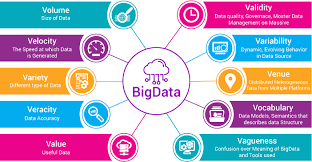 Volume
Size of Data
Velocity
The Speed at which Data
is Generated
Variety
Different type of Data
Veracity
Data Accuracy
Value
Useful Data
BigData
Validity
Data quality, Governance, Master Data
Management on Massive
Variability
Dynamic, Evolving Behavior
in Data Source
Venue
Distributed Heterogeneous
Data from Multiple Platforms
Vocabulary
Data Models, Semantics that
describes data Structure
Vagueness
Confusion over Meaning of BigData
and Tools used